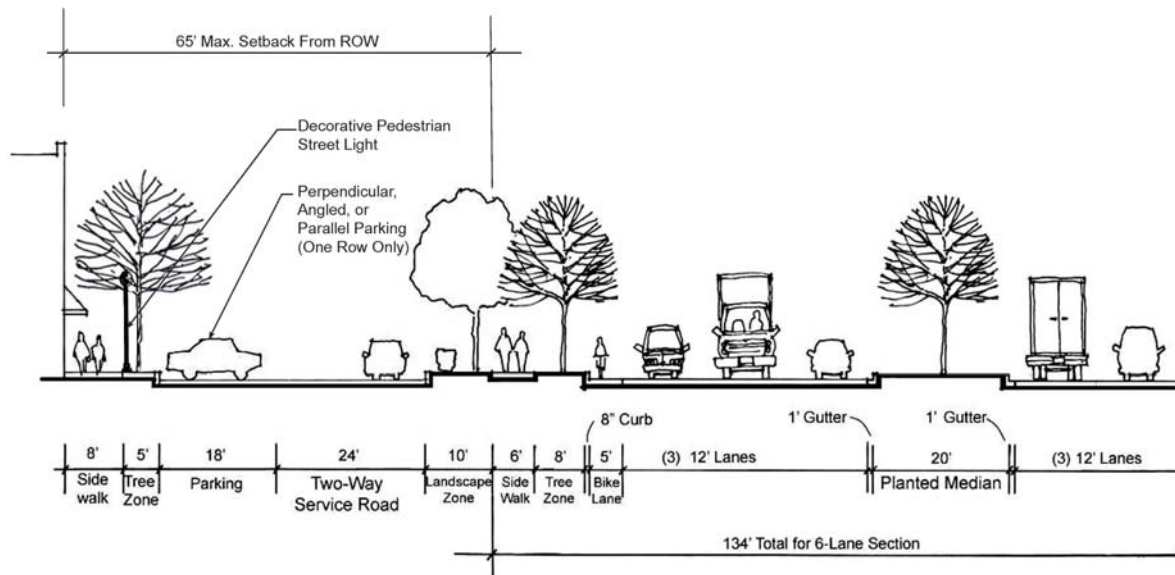 65' Max. Setback From ROW
Decorative Pedestrian
Street Light
Perpendicular,
Angled, or
Parallel Parking
(One Row Only)
8" Curb
1' Gutter
1' Gutter
8'
5'
18'
24'
10'
6'
8'
5'
(3) 12' Lanes
20'
(3) 12' Lanes
Side
walk
Tree
Zone
Parking
Two-Way
Service Road
Landscape
Zone
Side
Walk
Tree
Zone
Bike
Lane
Planted Median
134' Total for 6-Lane Section